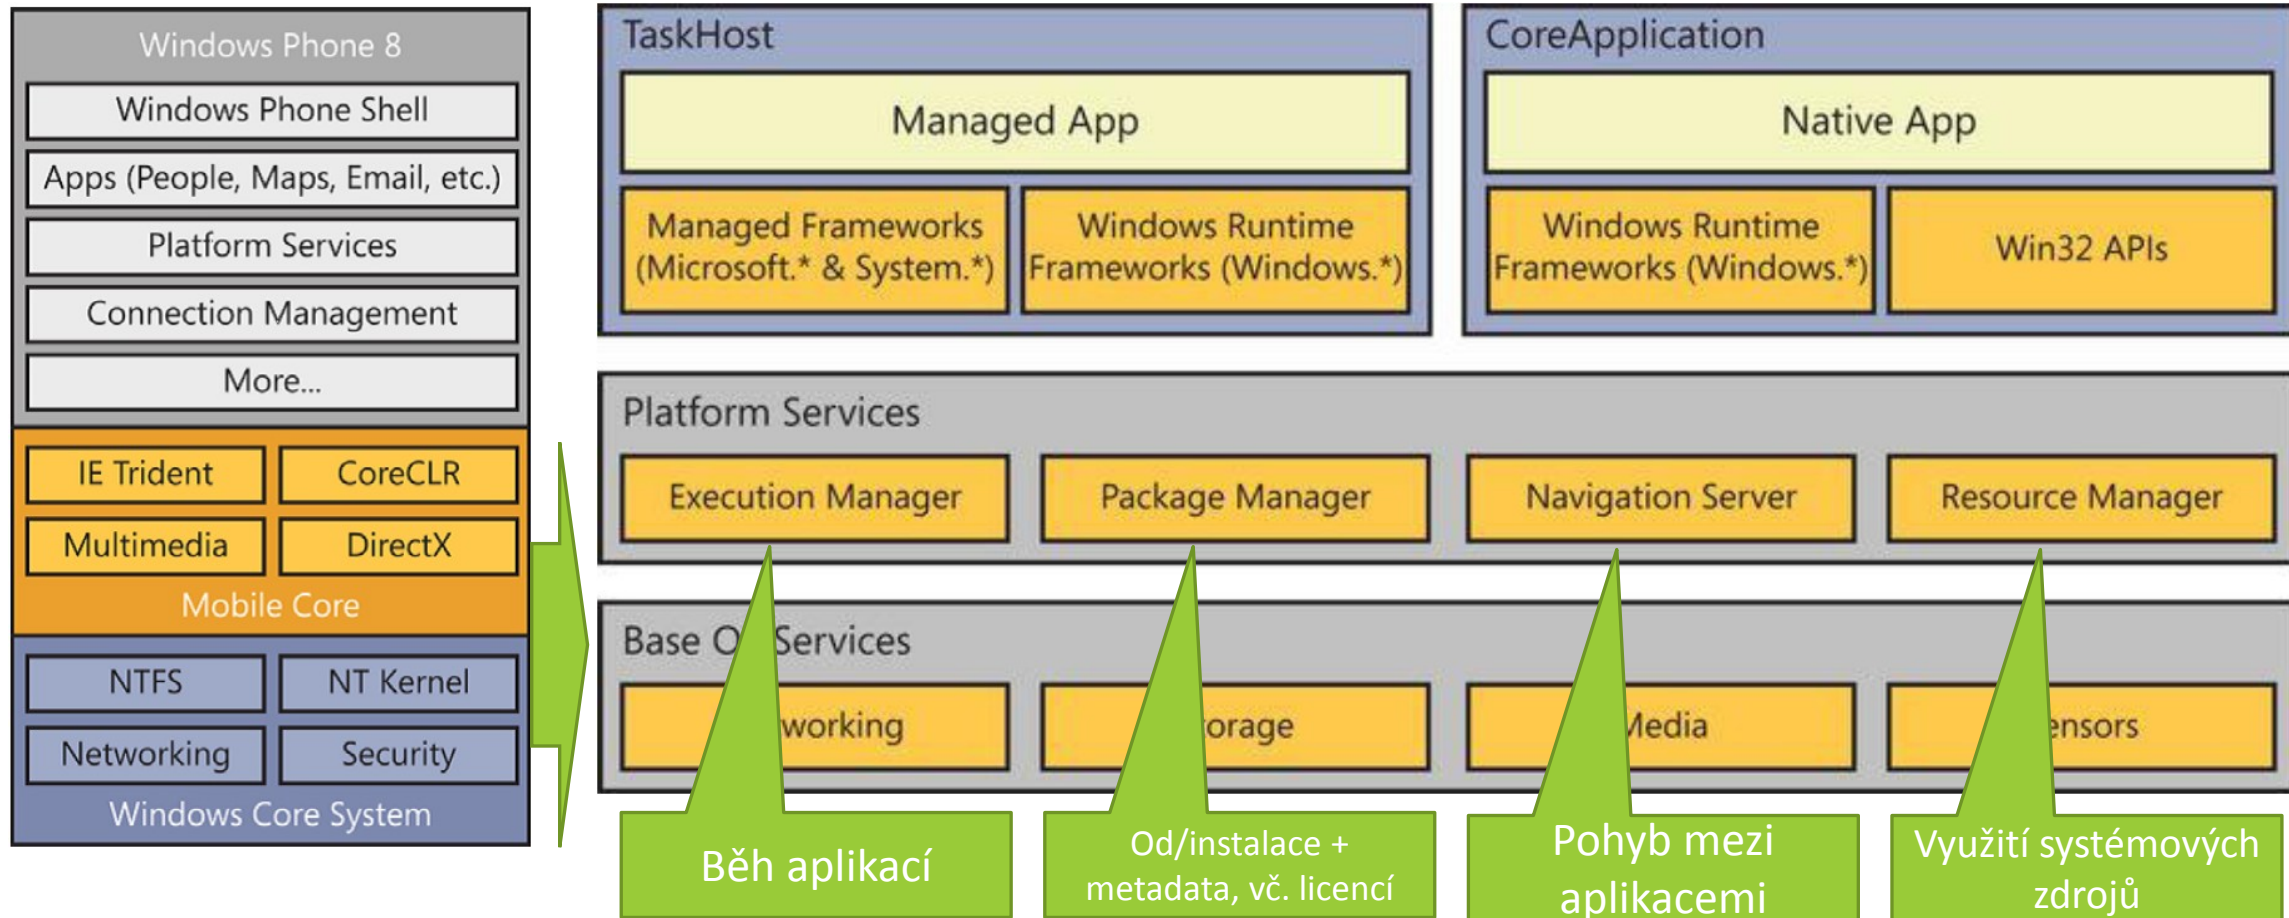 Windows Phone 8
Windows Phone Shell
Apps (People, Maps, Email, etc.)
Platform Services
Connection Management
More...
IE Trident
CoreCLR
Multimedia
DirectX
Mobile Core
NTFS
NT Kernel
Networking
Security
Windows Core System
TaskHost
Managed App
Managed Frameworks
(Microsoft.* & System.*)
Windows Runtime
Frameworks (Windows.*)
CoreApplication
Native App
Windows Runtime
Frameworks (Windows.*)
Win32 APIs
Platform Services
Execution Manager
Package Manager
Navigation Server
Resource Manager
Base O Services
working
orage
Media
ensors
Běh aplikací
Od/instalace +
metadata, vč. licencí
Pohyb mezi
aplikacemi
Využití systémových
zdrojů